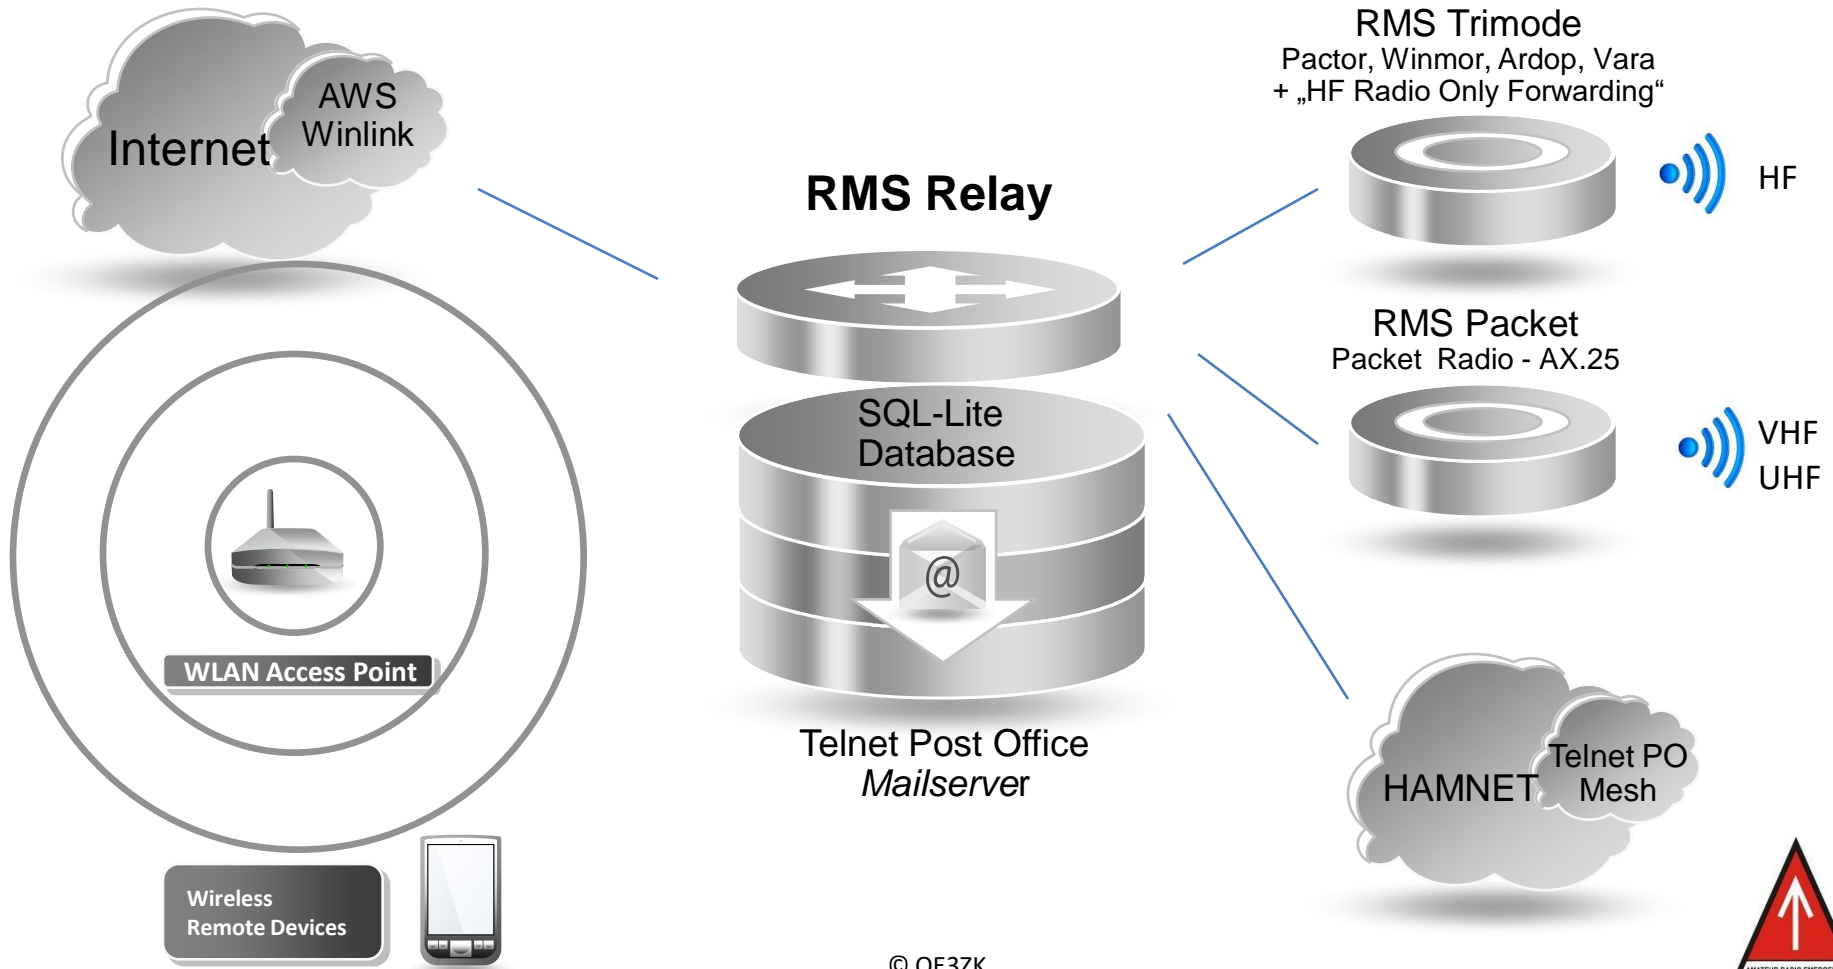 RMS Trimode
Pactor, Winmor, Ardop, Vara
+ „HF Radio Only Forwarding“
AWS
Winlink
Internet
RMS Relay
HF
RMS Packet
Packet Radio - AX.25
SQL-Lite
Database
VHF
UHF
@
WLAN Access Point
Telnet Post Office
Mailserver
Telnet PO
Mesh
HAMNET
Wireless
Remote Devices